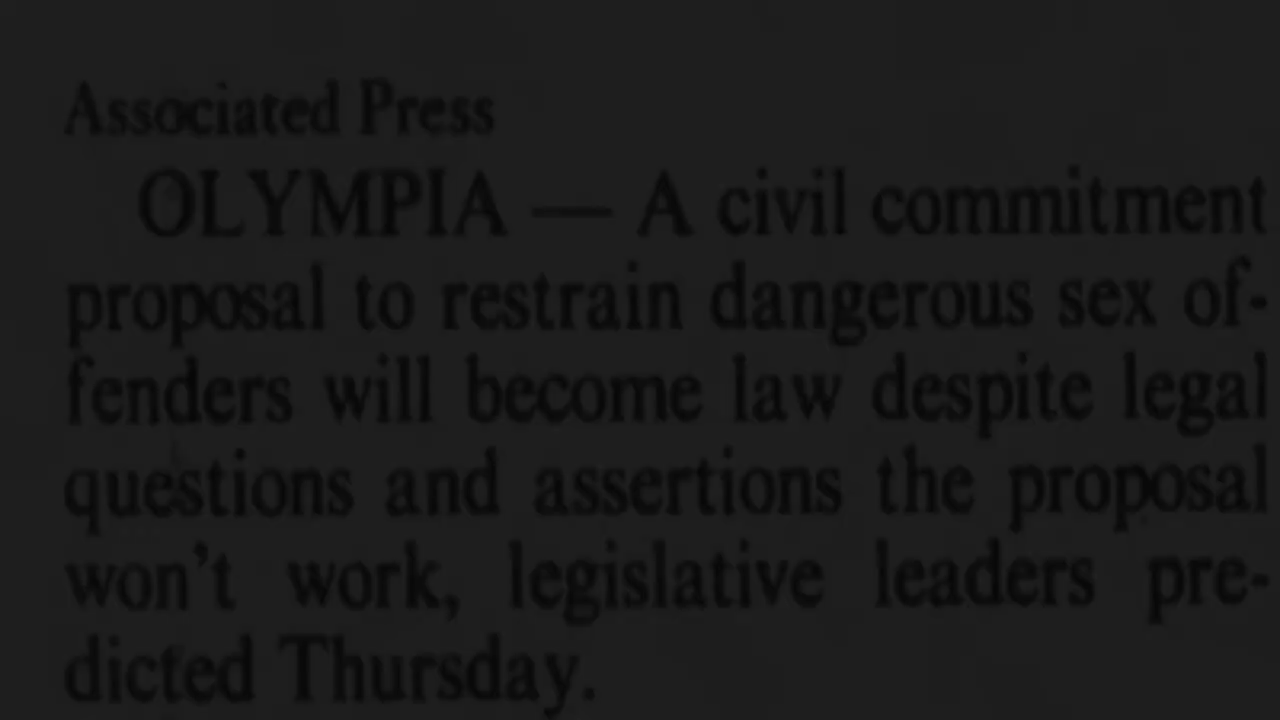 Associated Press
OLYMPIA — A civil commitment
proposal to restrain dangerous sex of-
fenders will become law despite legal
questions and assertions the proposal
won't work, legislative leaders pre-
dicted Thursday.